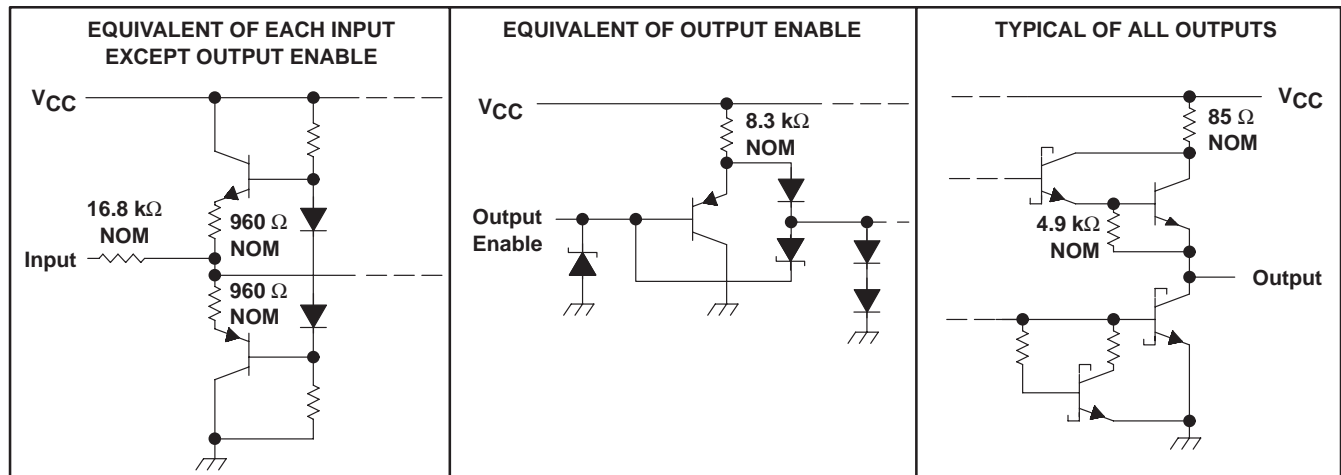 EQUIVALENT OF EACH INPUT
EXCEPT OUTPUT ENABLE
VCC
16.8 kΩ
NOM
Input
960 Ω
NOM
960 Ω
NOM
EQUIVALENT OF OUTPUT ENABLE
VCC
8.3 kΩ
NOM
Output
Enable
TYPICAL OF ALL OUTPUTS
VCC
85 Ω
NOM
4.9 kΩ
NOM
Output